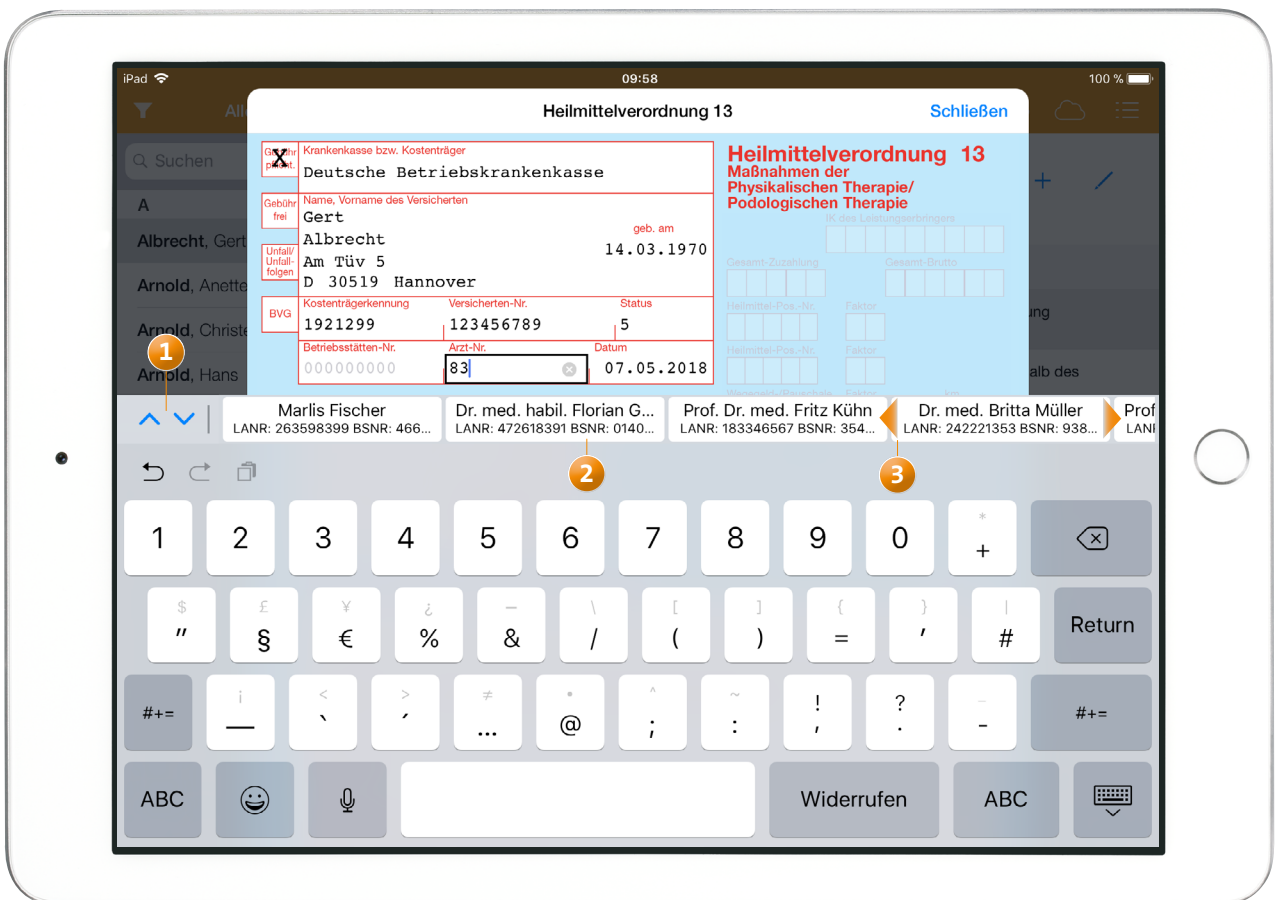 iPad
09:58
100 %
Heilmittelverordnung 13
Schließen
All
Suchen
A
Albrecht, Gert
Arnold, Anette
Arnold, Christe
Arnold, Hans
ung
alb des
X
Krankenkasse bzw. Kostenträger
Deutsche Betriebskrankenkasse
Gebühr
frei
Name, Vorname des Versicherten
Gert
Albrecht
geb. am
14.03.1970
Unfall/
Unfall-
folgen
Am Tüv 5
D 30519 Hannover
BVG
Kostenträgerkennung
Versicherten-Nr.
Status
1921299
123456789
5
Betriebsstätten-Nr.
Arzt-Nr.
Datum
000000000
83
07.05.2018
Heilmittelverordnung 13
Maßnahmen der
Physikalischen Therapie/
Podologischen Therapie
IK des Leistungserbringers
Gesamt-Zuzahlung
Gesamt-Brutto
Heilmittel-Pos.-Nr.
Faktor
Heilmittel-Pos.-Nr.
Faktor
Wegegeld-/Pauschale
Faktor
km
1
Marlis Fischer
LANR: 263598399 BSNR: 466...
Dr. med. habil. Florian G...
LANR: 472618391 BSNR: 0140...
Prof. Dr. med. Fritz Kühn
LANR: 183346567 BSNR: 354...
Dr. med. Britta Müller
LANR: 242221353 BSNR: 938...
Prof
LANR
2
3
1 2 3 4 5 6 7 8 9 0 * +
$ £ ¥ ¿ – \ [ ] { } |
" § € % & / ( ) = ' #
Return
#+=
¡ < > ≠ • ^ ~ ! ? –
— ` ´ … @ ; : , . -
#+=
ABC
Widerrufen
ABC